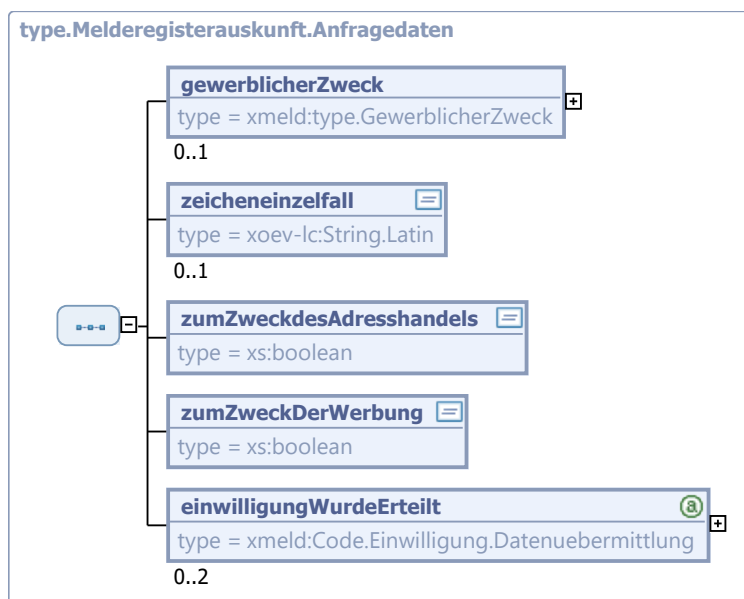 type.Melderegisterauskunft.Anfragedaten
gewerblicherZweck
type = xmeld:type.GewerblicherZweck
0..1
zeicheneinzelfall
type = xoev-lc:String.Latin
0..1
zumZweckdesAdresshandels
type = xs:boolean
zumZweckDerWerbung
type = xs:boolean
einwilligungWurdeErteilt
type = xmeld:Code.Einwilligung.Datenuebermittlung
0..2